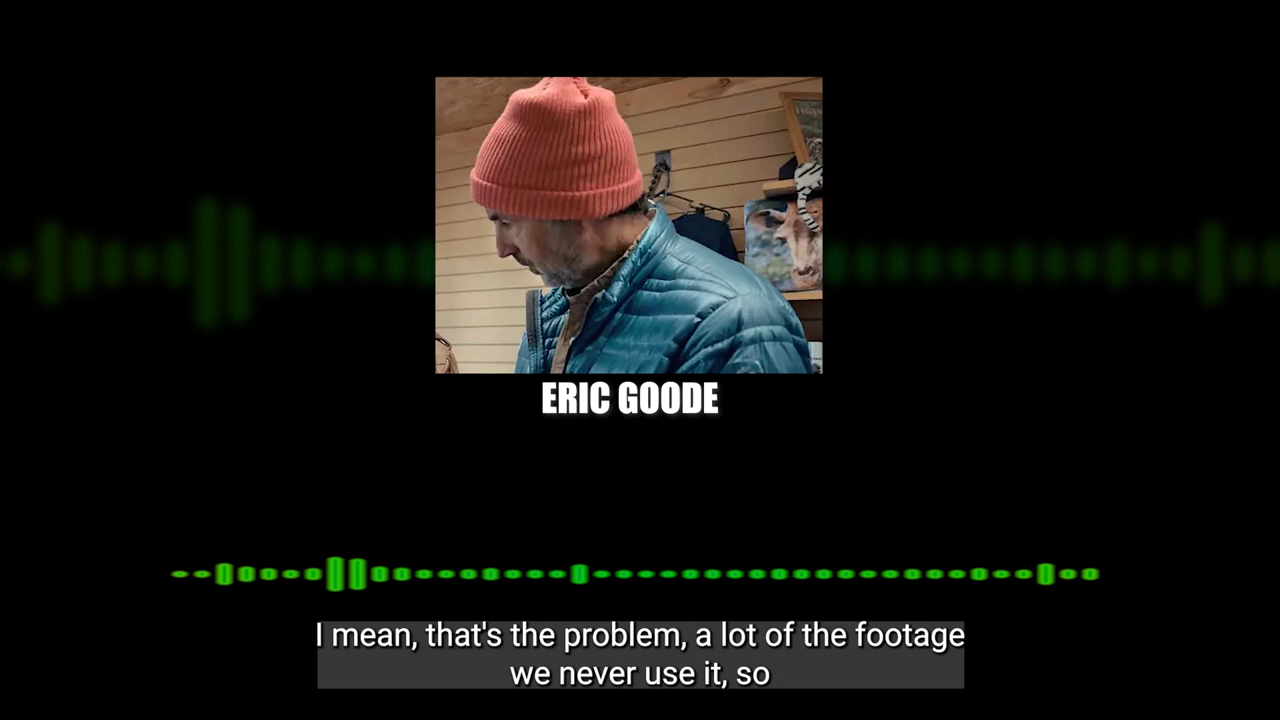 ERIC GOODE
I mean, that's the problem, a lot of the footage
we never use it, so